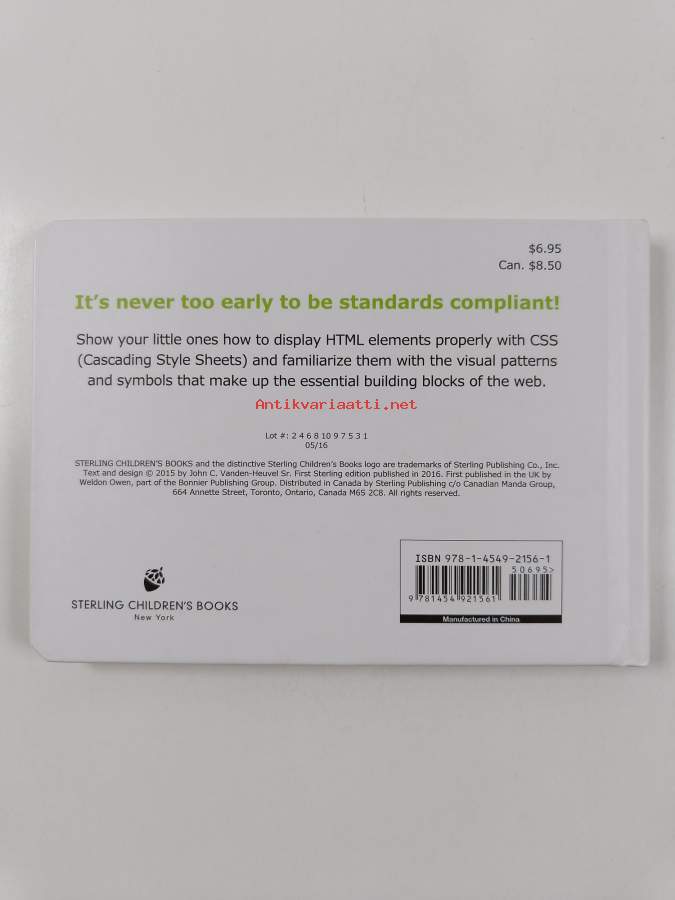 $6.95
Can. $8.50
It's never too early to be standards compliant!
Show your little ones how to display HTML elements properly with CSS
(Cascading Style Sheets) and familiarize them with the visual patterns
and symbols that make up the essential building blocks of the web.
Antikvariaatti.net
Lot #: 2 4 6 8 10 9 7 5 3 1
05/16
STERLING CHILDREN'S BOOKS and the distinctive Sterling Children's Books logo are trademarks of Sterling Publishing Co., Inc.
Text and design © 2015 by John C. Vanden-Heuvel Sr. First Sterling edition published in 2016. First published in the UK by
Weldon Owen, part of the Bonnier Publishing Group. Distributed in Canada by Sterling Publishing c/o Canadian Manda Group,
664 Annette Street, Toronto, Ontario, Canada M6S 2C8. All rights reserved.
ISBN 978-1-4549-2156-1
50695>
9 781454 921561
Manufactured in China
STERLING CHILDREN'S BOOKS
New York